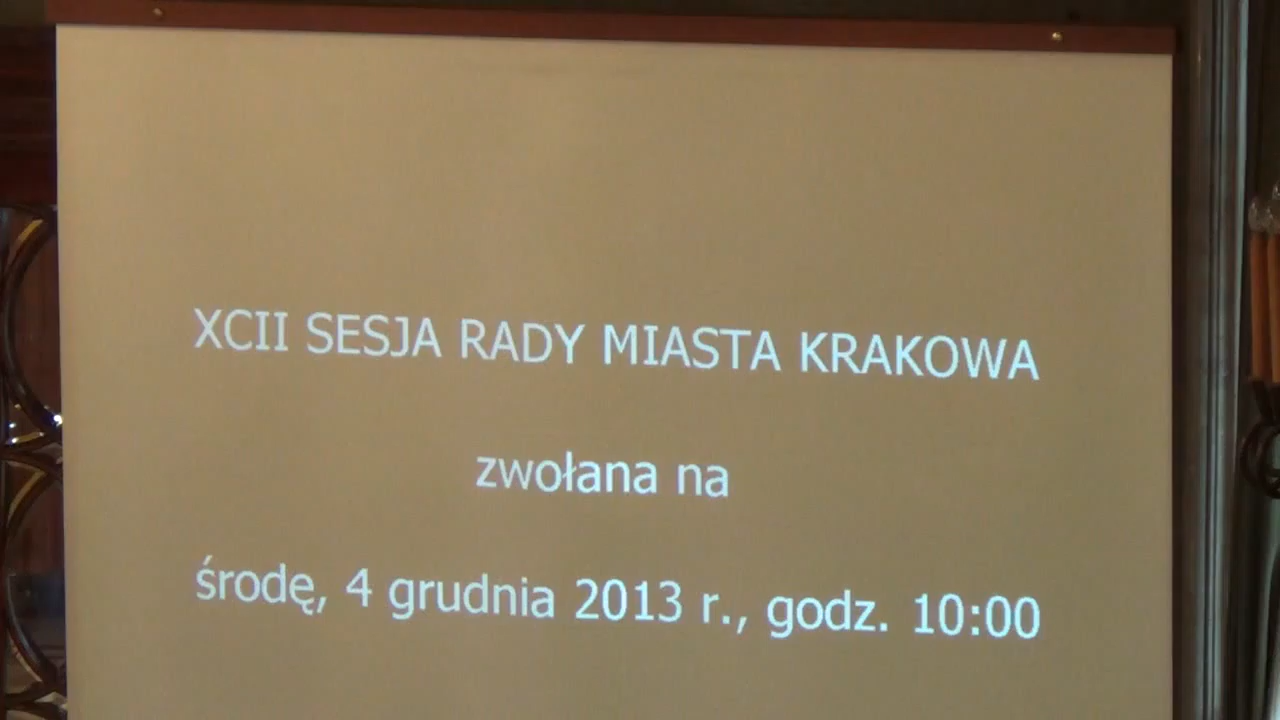 XCII SESJA RADY MIASTA KRAKOWA
zwołana na
środę, 4 grudnia 2013 r., godz. 10:00